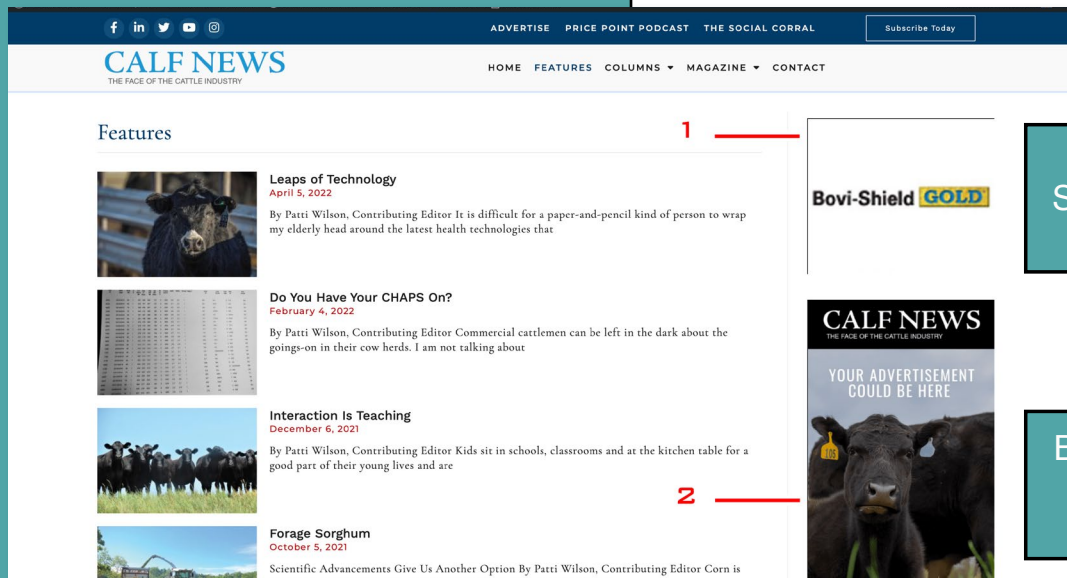 ADVERTISE PRICE POINT PODCAST THE SOCIAL CORRAL Subscribe Today
CALF NEWS
THE FACE OF THE CATTLE INDUSTRY
HOME FEATURES COLUMNS MAGAZINE CONTACT
Features
Leaps of Technology
April 5, 2022
By Patti Wilson, Contributing Editor It is difficult for a paper-and-pencil kind of person to wrap
my elderly head around the latest health technologies that
Do You Have Your CHAPS On?
February 4, 2022
By Patti Wilson, Contributing Editor Commercial cattlemen can be left in the dark about the
goings-on in their cow herds. I am not talking about
Interaction Is Teaching
December 6, 2021
By Patti Wilson, Contributing Editor Kids sit in schools, classrooms and at the kitchen table for a
good part of their young lives and are
Forage Sorghum
October 5, 2021
Scientific Advancements Give Us Another Option By Patti Wilson, Contributing Editor Corn is
1
Bovi-Shield GOLD
S
CALF NEWS
THE FACE OF THE CATTLE INDUSTRY
YOUR ADVERTISEMENT
COULD BE HERE
2